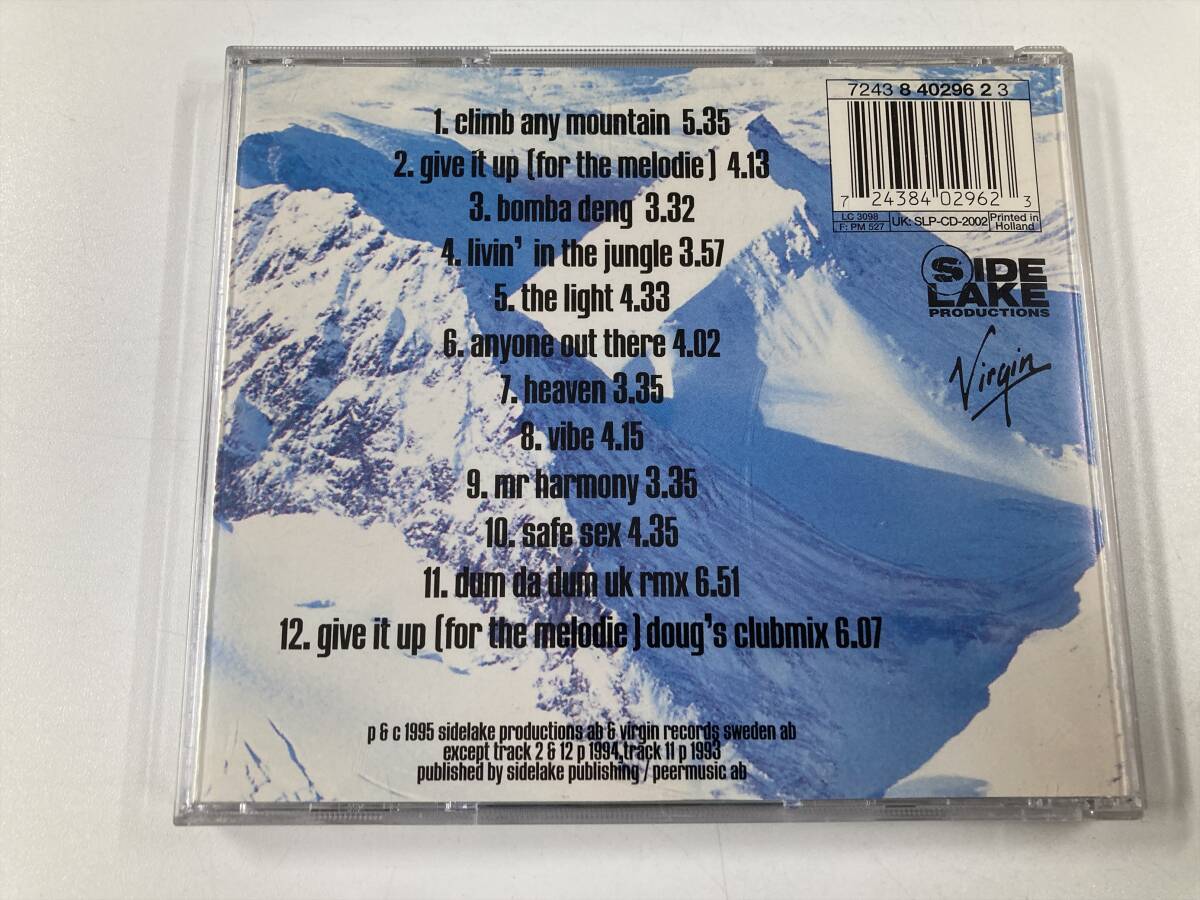 1. climb any mountain 5.35
2. give it up (for the melodie) 4.13
3. bomba deng 3.32
4. livin' in the jungle 3.57
5. the light 4.33
6. anyone out there 4.02
7. heaven 3.35
8. vibe 4.15
9. mr harmony 3.35
10. safe sex 4.35
11. dum da dum uk rmx 6.51
12. give it up (for the melodie) doug's clubmix 6.07
p & c 1995 sidelake productions ab & virgin records sweden ab
except track 2 & 12 p 1994, track 11 p 1993
published by sidelake publishing / peermusic ab
7243 8 40296 2 3
7 24384 02962 3
LC 3098
F: PM 527
UK: SLP-CD-2002
Printed in
Holland
SIDE
LAKE
PRODUCTIONS
Virgin